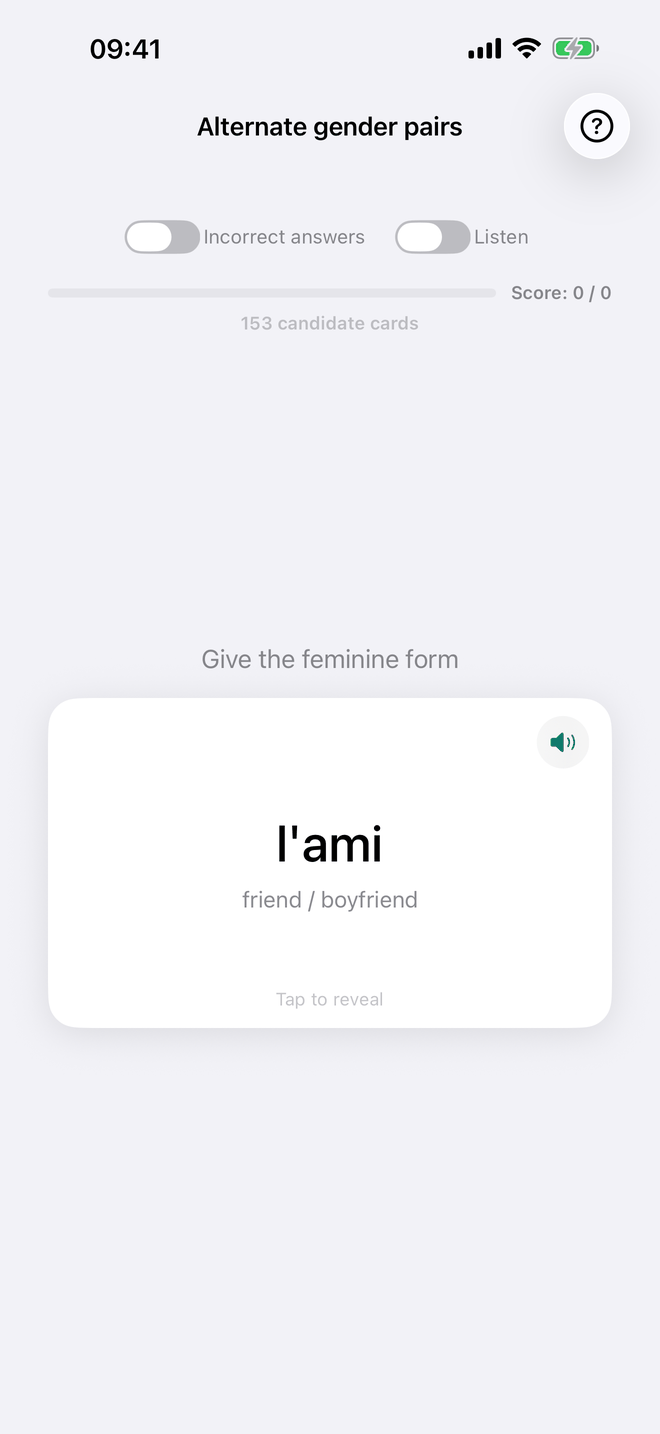 09:41
Alternate gender pairs
Incorrect answers
Listen
Score: 0 / 0
153 candidate cards
Give the feminine form
l'ami
friend / boyfriend
Tap to reveal